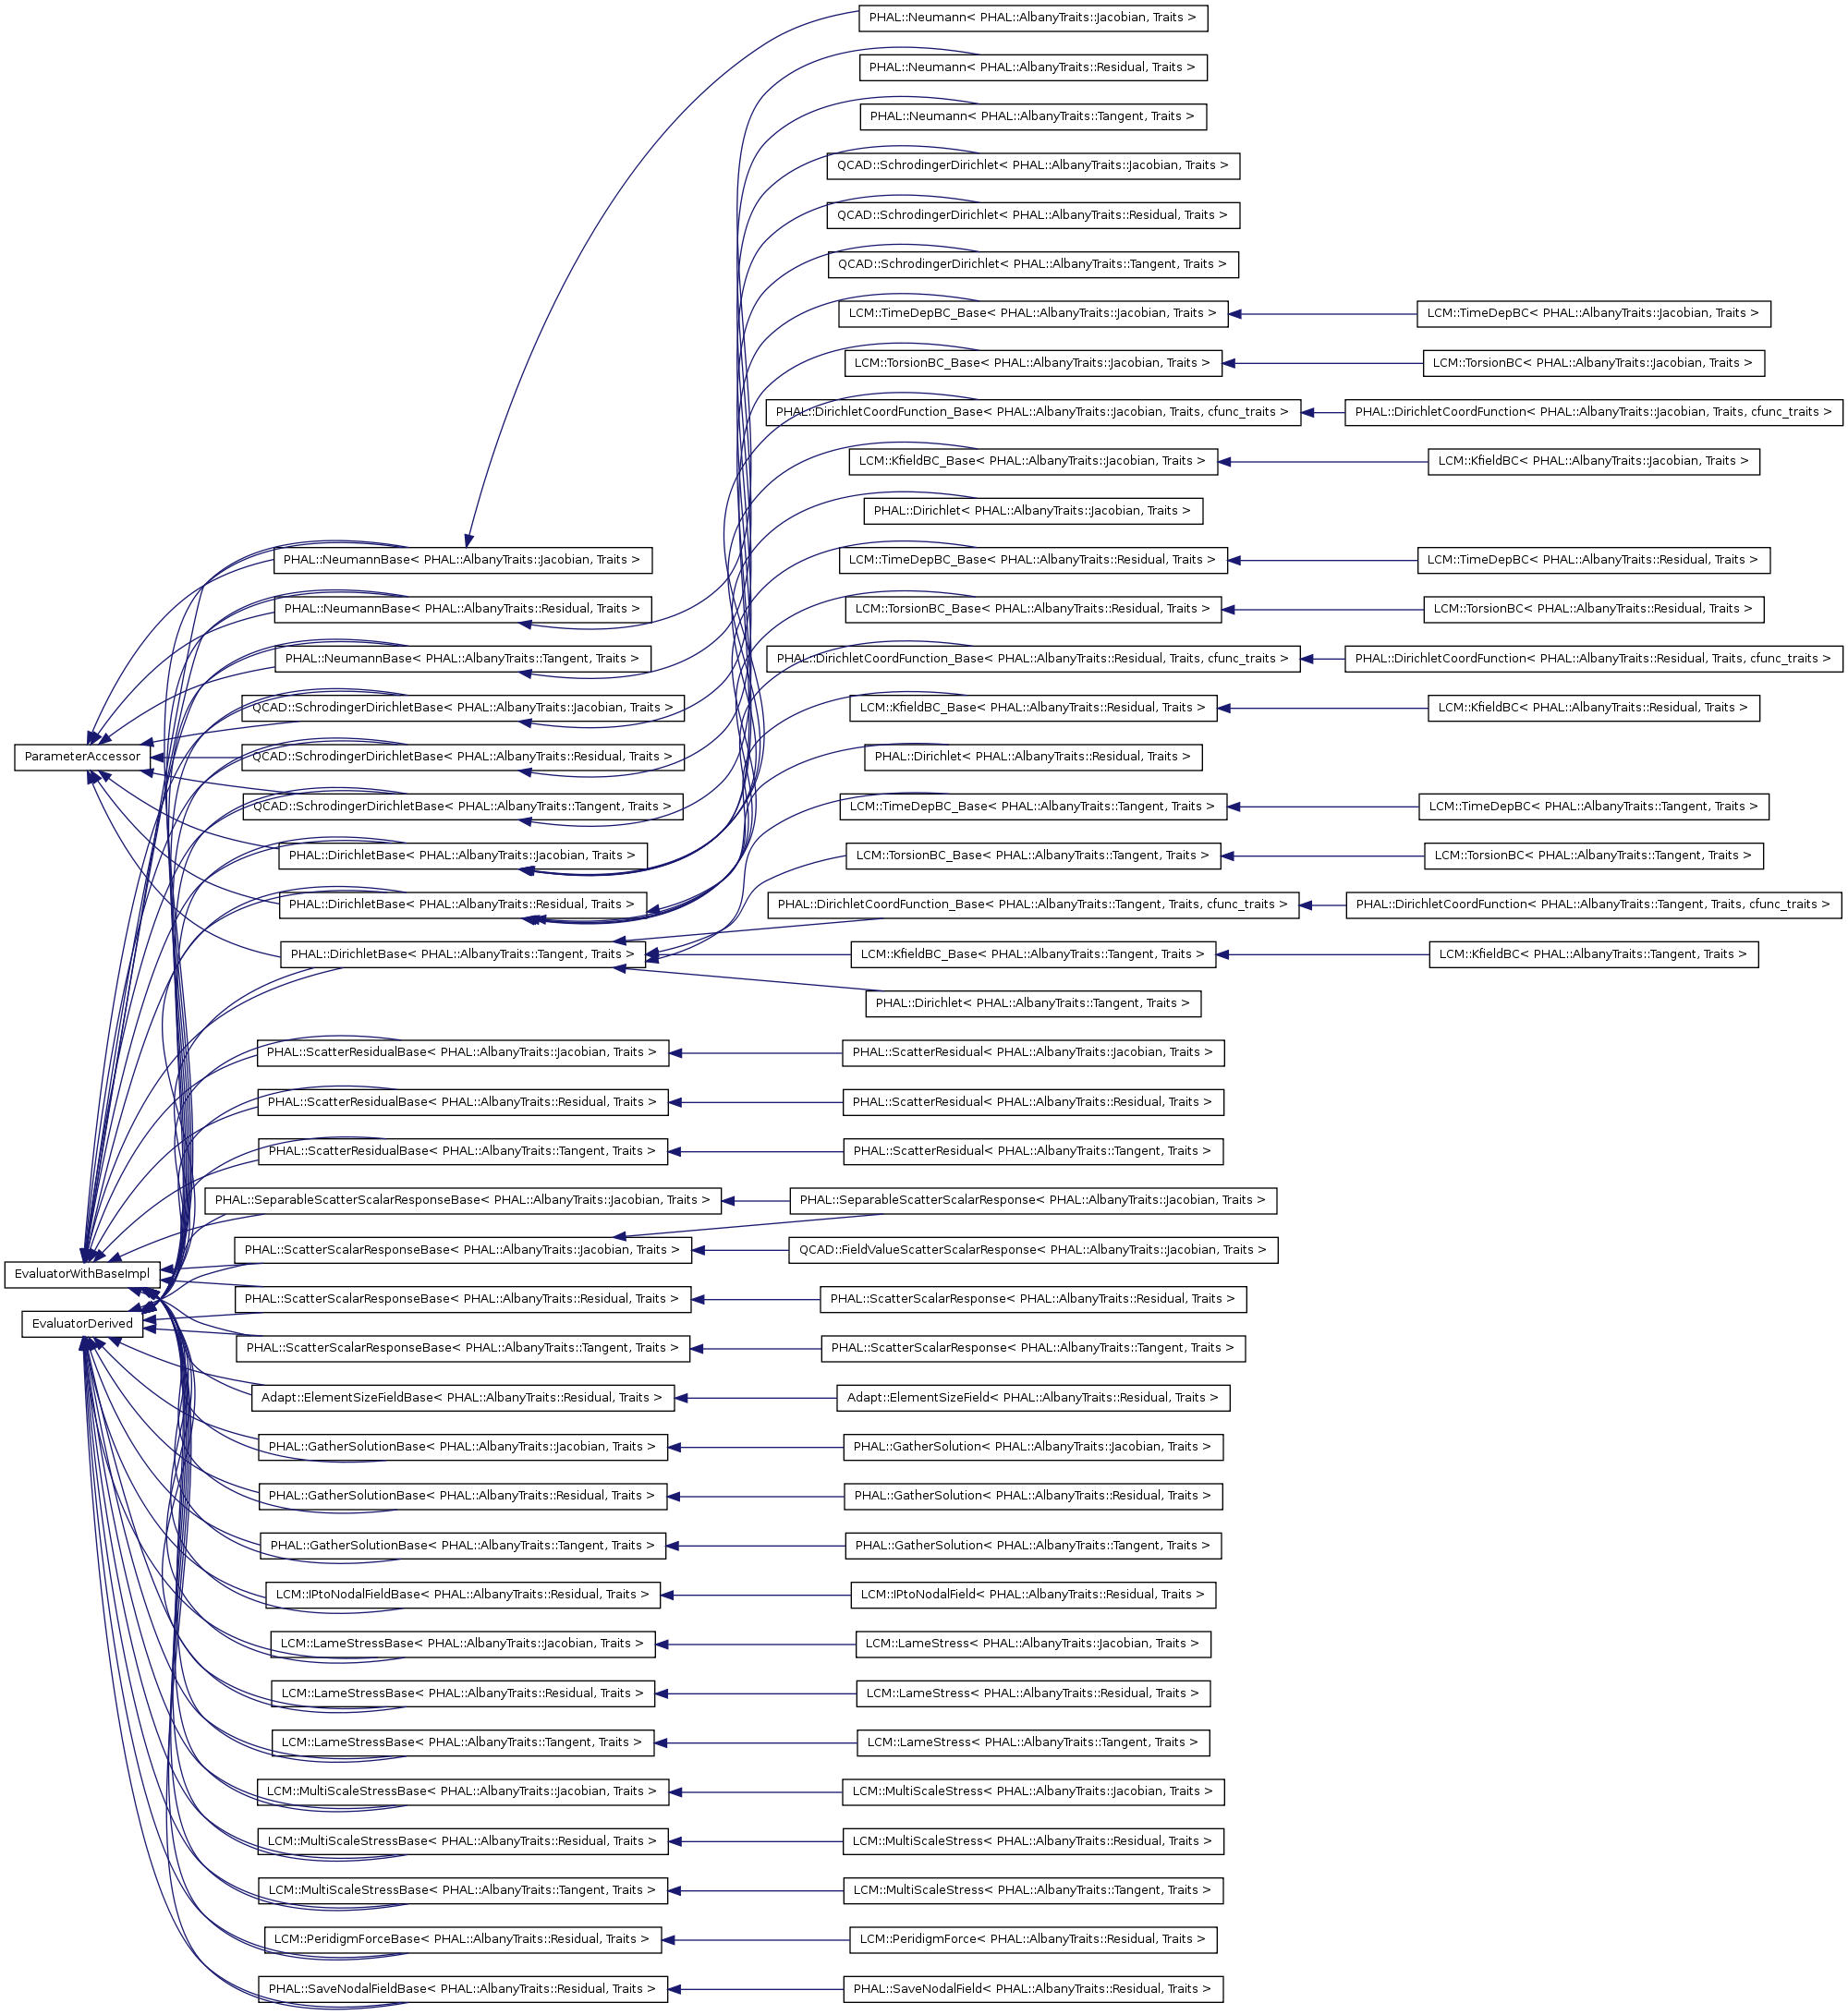 PHAL::Neumann< PHAL::AlbanyTraits::Jacobian, Traits >
PHAL::Neumann< PHAL::AlbanyTraits::Residual, Traits >
PHAL::Neumann< PHAL::AlbanyTraits::Tangent, Traits >
QCAD::SchrodingerDirichlet< PHAL::AlbanyTraits::Jacobian, Traits >
QCAD::SchrodingerDirichlet< PHAL::AlbanyTraits::Residual, Traits >
QCAD::SchrodingerDirichlet< PHAL::AlbanyTraits::Tangent, Traits >
LCM::TimeDepBC_Base< PHAL::AlbanyTraits::Jacobian, Traits >
LCM::TimeDepBC< PHAL::AlbanyTraits::Jacobian, Traits >
LCM::TorsionBC_Base< PHAL::AlbanyTraits::Jacobian, Traits >
LCM::TorsionBC< PHAL::AlbanyTraits::Jacobian, Traits >
PHAL::DirichletCoordFunction_Base< PHAL::AlbanyTraits::Jacobian, Traits, cfunc_traits >
PHAL::DirichletCoordFunction< PHAL::AlbanyTraits::Jacobian, Traits, cfunc_traits >
LCM::KfieldBC_Base< PHAL::AlbanyTraits::Jacobian, Traits >
LCM::KfieldBC< PHAL::AlbanyTraits::Jacobian, Traits >
PHAL::Dirichlet< PHAL::AlbanyTraits::Jacobian, Traits >
PHAL::NeumannBase< PHAL::AlbanyTraits::Jacobian, Traits >
LCM::TimeDepBC_Base< PHAL::AlbanyTraits::Residual, Traits >
LCM::TimeDepBC< PHAL::AlbanyTraits::Residual, Traits >
PHAL::NeumannBase< PHAL::AlbanyTraits::Residual, Traits >
LCM::TorsionBC_Base< PHAL::AlbanyTraits::Residual, Traits >
LCM::TorsionBC< PHAL::AlbanyTraits::Residual, Traits >
PHAL::NeumannBase< PHAL::AlbanyTraits::Tangent, Traits >
PHAL::DirichletCoordFunction_Base< PHAL::AlbanyTraits::Residual, Traits, cfunc_traits >
PHAL::DirichletCoordFunction< PHAL::AlbanyTraits::Residual, Traits, cfunc_traits >
QCAD::SchrodingerDirichletBase< PHAL::AlbanyTraits::Jacobian, Traits >
LCM::KfieldBC_Base< PHAL::AlbanyTraits::Residual, Traits >
LCM::KfieldBC< PHAL::AlbanyTraits::Residual, Traits >
ParameterAccessor
QCAD::SchrodingerDirichletBase< PHAL::AlbanyTraits::Residual, Traits >
PHAL::Dirichlet< PHAL::AlbanyTraits::Residual, Traits >
QCAD::SchrodingerDirichletBase< PHAL::AlbanyTraits::Tangent, Traits >
LCM::TimeDepBC_Base< PHAL::AlbanyTraits::Tangent, Traits >
LCM::TimeDepBC< PHAL::AlbanyTraits::Tangent, Traits >
PHAL::DirichletBase< PHAL::AlbanyTraits::Jacobian, Traits >
LCM::TorsionBC_Base< PHAL::AlbanyTraits::Tangent, Traits >
LCM::TorsionBC< PHAL::AlbanyTraits::Tangent, Traits >
PHAL::DirichletBase< PHAL::AlbanyTraits::Residual, Traits >
PHAL::DirichletCoordFunction_Base< PHAL::AlbanyTraits::Tangent, Traits, cfunc_traits >
PHAL::DirichletCoordFunction< PHAL::AlbanyTraits::Tangent, Traits, cfunc_traits >
PHAL::DirichletBase< PHAL::AlbanyTraits::Tangent, Traits >
LCM::KfieldBC_Base< PHAL::AlbanyTraits::Tangent, Traits >
LCM::KfieldBC< PHAL::AlbanyTraits::Tangent, Traits >
PHAL::Dirichlet< PHAL::AlbanyTraits::Tangent, Traits >
PHAL::ScatterResidualBase< PHAL::AlbanyTraits::Jacobian, Traits >
PHAL::ScatterResidual< PHAL::AlbanyTraits::Jacobian, Traits >
PHAL::ScatterResidualBase< PHAL::AlbanyTraits::Residual, Traits >
PHAL::ScatterResidual< PHAL::AlbanyTraits::Residual, Traits >
PHAL::ScatterResidualBase< PHAL::AlbanyTraits::Tangent, Traits >
PHAL::ScatterResidual< PHAL::AlbanyTraits::Tangent, Traits >
PHAL::SeparableScatterScalarResponseBase< PHAL::AlbanyTraits::Jacobian, Traits >
PHAL::SeparableScatterScalarResponse< PHAL::AlbanyTraits::Jacobian, Traits >
PHAL::ScatterScalarResponseBase< PHAL::AlbanyTraits::Jacobian, Traits >
QCAD::FieldValueScatterScalarResponse< PHAL::AlbanyTraits::Jacobian, Traits >
EvaluatorWithBaseImpl
PHAL::ScatterScalarResponseBase< PHAL::AlbanyTraits::Residual, Traits >
PHAL::ScatterScalarResponse< PHAL::AlbanyTraits::Residual, Traits >
EvaluatorDerived
PHAL::ScatterScalarResponseBase< PHAL::AlbanyTraits::Tangent, Traits >
PHAL::ScatterScalarResponse< PHAL::AlbanyTraits::Tangent, Traits >
Adapt::ElementSizeFieldBase< PHAL::AlbanyTraits::Residual, Traits >
Adapt::ElementSizeField< PHAL::AlbanyTraits::Residual, Traits >
PHAL::GatherSolutionBase< PHAL::AlbanyTraits::Jacobian, Traits >
PHAL::GatherSolution< PHAL::AlbanyTraits::Jacobian, Traits >
PHAL::GatherSolutionBase< PHAL::AlbanyTraits::Residual, Traits >
PHAL::GatherSolution< PHAL::AlbanyTraits::Residual, Traits >
PHAL::GatherSolutionBase< PHAL::AlbanyTraits::Tangent, Traits >
PHAL::GatherSolution< PHAL::AlbanyTraits::Tangent, Traits >
LCM::IPtoNodalFieldBase< PHAL::AlbanyTraits::Residual, Traits >
LCM::IPtoNodalField< PHAL::AlbanyTraits::Residual, Traits >
LCM::LameStressBase< PHAL::AlbanyTraits::Jacobian, Traits >
LCM::LameStress< PHAL::AlbanyTraits::Jacobian, Traits >
LCM::LameStressBase< PHAL::AlbanyTraits::Residual, Traits >
LCM::LameStress< PHAL::AlbanyTraits::Residual, Traits >
LCM::LameStressBase< PHAL::AlbanyTraits::Tangent, Traits >
LCM::LameStress< PHAL::AlbanyTraits::Tangent, Traits >
LCM::MultiScaleStressBase< PHAL::AlbanyTraits::Jacobian, Traits >
LCM::MultiScaleStress< PHAL::AlbanyTraits::Jacobian, Traits >
LCM::MultiScaleStressBase< PHAL::AlbanyTraits::Residual, Traits >
LCM::MultiScaleStress< PHAL::AlbanyTraits::Residual, Traits >
LCM::MultiScaleStressBase< PHAL::AlbanyTraits::Tangent, Traits >
LCM::MultiScaleStress< PHAL::AlbanyTraits::Tangent, Traits >
LCM::PeridigmForceBase< PHAL::AlbanyTraits::Residual, Traits >
LCM::PeridigmForce< PHAL::AlbanyTraits::Residual, Traits >
PHAL::SaveNodalFieldBase< PHAL::AlbanyTraits::Residual, Traits >
PHAL::SaveNodalField< PHAL::AlbanyTraits::Residual, Traits >